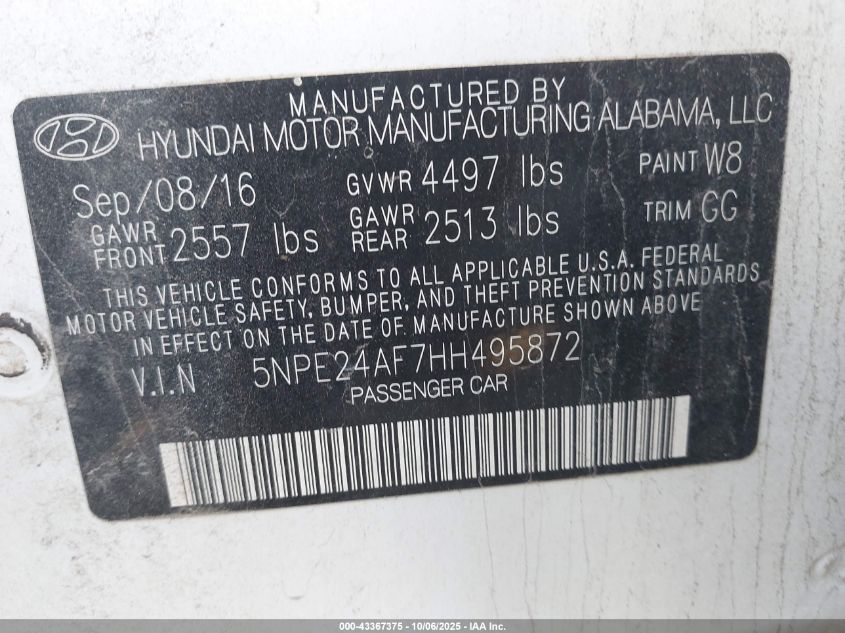 MANUFACTURED BY
HYUNDAI MOTOR MANUFACTURING ALABAMA, LLC
Sep/08/16 GVWR 4497 lbs PAINT W8
GAWR FRONT 2557 lbs GAWR REAR 2513 lbs TRIM GG
THIS VEHICLE CONFORMS TO ALL APPLICABLE U.S.A. FEDERAL
MOTOR VEHICLE SAFETY, BUMPER, AND THEFT PREVENTION STANDARDS
IN EFFECT ON THE DATE OF MANUFACTURE SHOWN ABOVE
V.I.N 5NPE24AF7HH495872
PASSENGER CAR
000-43367375 - 10/06/2025 - IAA Inc.